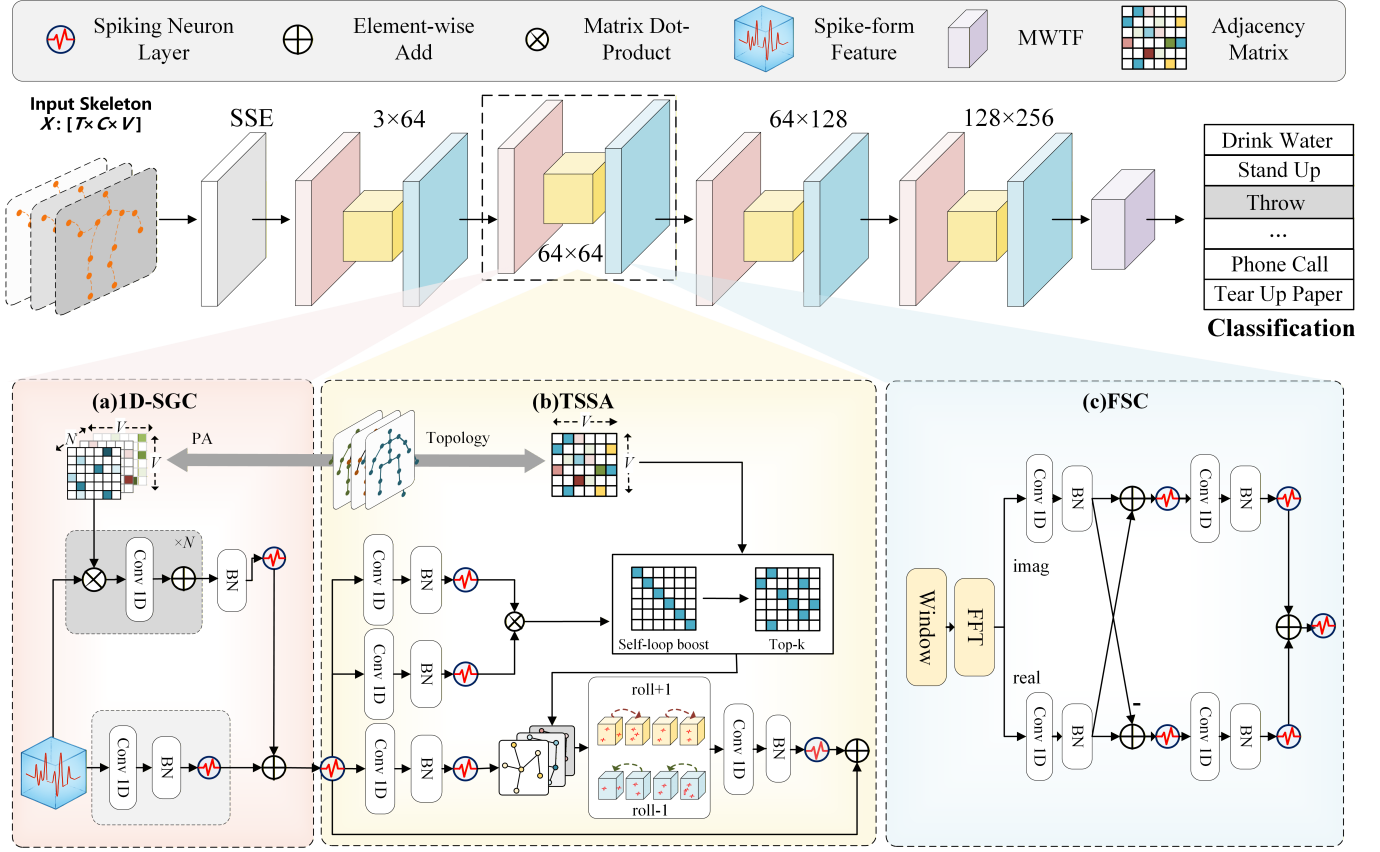 Spiking Neuron
Layer
Element-wise
Add
Matrix Dot-
Product
Spike-form
Feature
MWTF
Adjacency
Matrix
Input Skeleton
X: [T× C× V]
SSE
3×64
64×64
64×128
128×256
Drink Water
Stand Up
Throw
...
Phone Call
Tear Up Paper
Classification
(a)1D-SGC
N
V
V
PA
×N
Conv 1D
BN
Conv 1D
BN
(b)TSSA
Topology
V
V
Conv 1D
BN
Conv 1D
BN
Conv 1D
BN
Self-loop boost
Top-k
roll+1
roll-1
Conv 1D
BN
(c)FSC
Window
FFT
imag
real
Conv 1D
BN
Conv 1D
BN
-
Conv 1D
BN
Conv 1D
BN